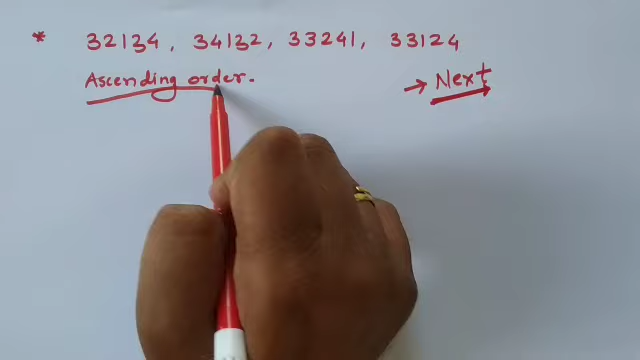 * 32134, 34132, 33241, 33124
Ascending order. → Next